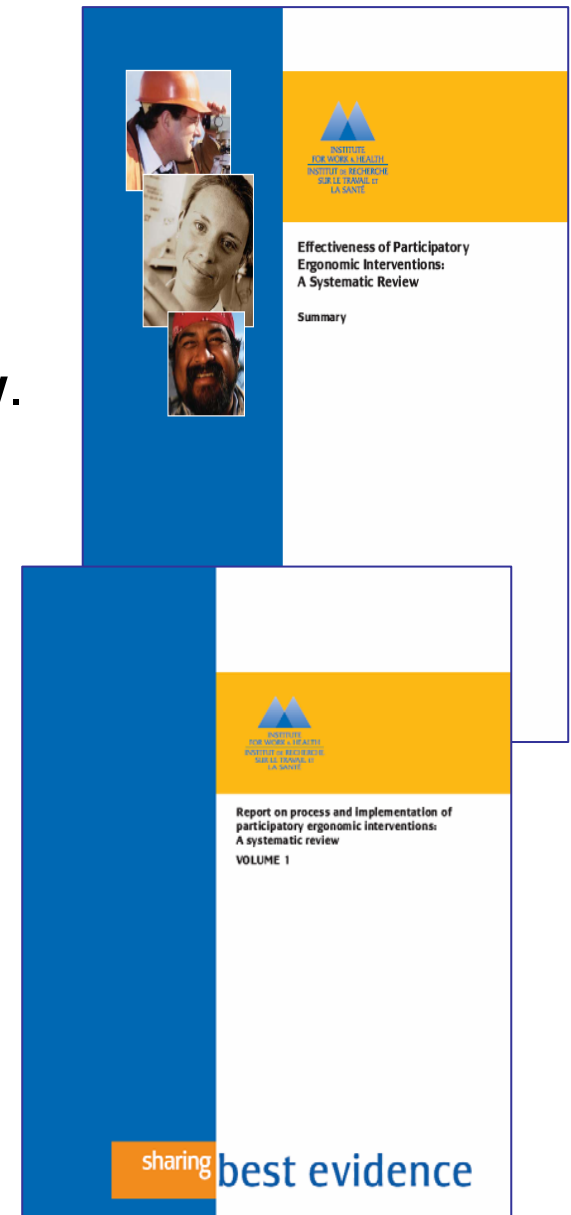 INSTITUTE
FOR WORK & HEALTH
INSTITUT DE RECHERCHE
SUR LE TRAVAIL ET
LA SANTÉ
Effectiveness of Participatory
Ergonomic Interventions:
A Systematic Review
Summary
.
INSTITUTE
FOR WORK & HEALTH
INSTITUT DE RECHERCHE
SUR LE TRAVAIL ET
LA SANTÉ
Report on process and implementation of
participatory ergonomic interventions:
A systematic review
VOLUME 1
sharing best evidence